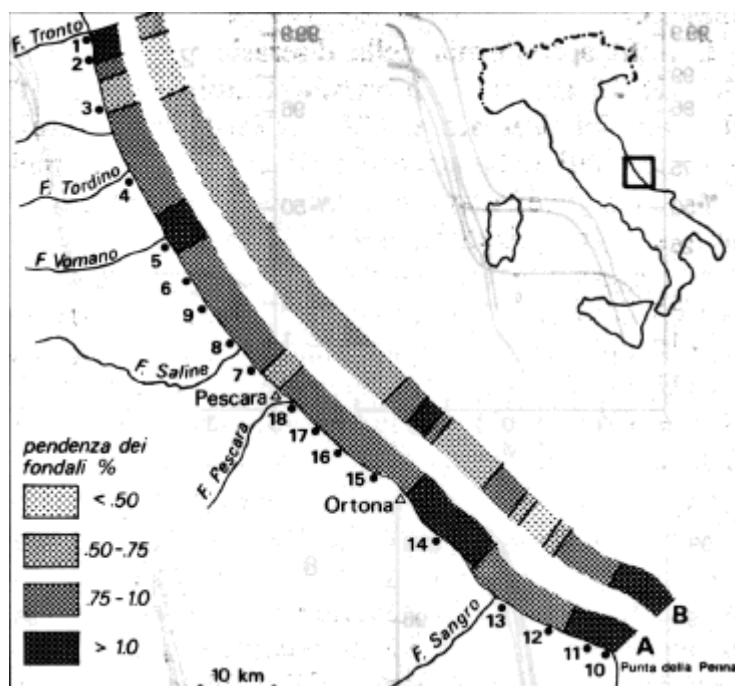 F. Tronto
1
2
3
F. Tordino
4
F. Vomano
5
6
9
8
F. Saline
7
Pescara
18
F. Pescara
17
16
15
Ortona
14
F. Sangro
13
12
11
10
Punta della Penna
A
B
pendenza dei
fondali %
< .50
.50-.75
.75-1.0
> 1.0
10 km